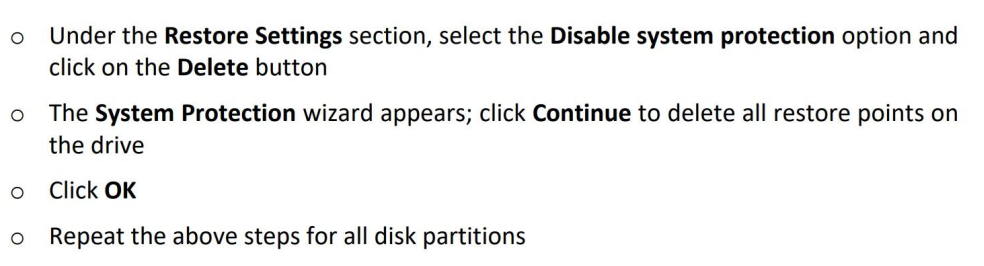 o Under the Restore Settings section, select the Disable system protection option and
click on the Delete button
o The System Protection wizard appears; click Continue to delete all restore points on
the drive
o Click OK
o Repeat the above steps for all disk partitions